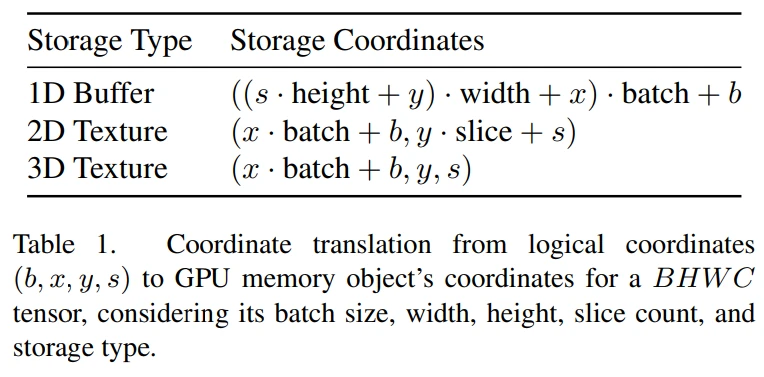 Storage Type Storage Coordinates
1D Buffer ((s · height + y) · width + x) · batch + b
2D Texture (x · batch + b, y · slice + s)
3D Texture (x · batch + b, y, s)
Table 1. Coordinate translation from logical coordinates
(b, x, y, s) to GPU memory object's coordinates for a BHWC
tensor, considering its batch size, width, height, slice count, and
storage type.